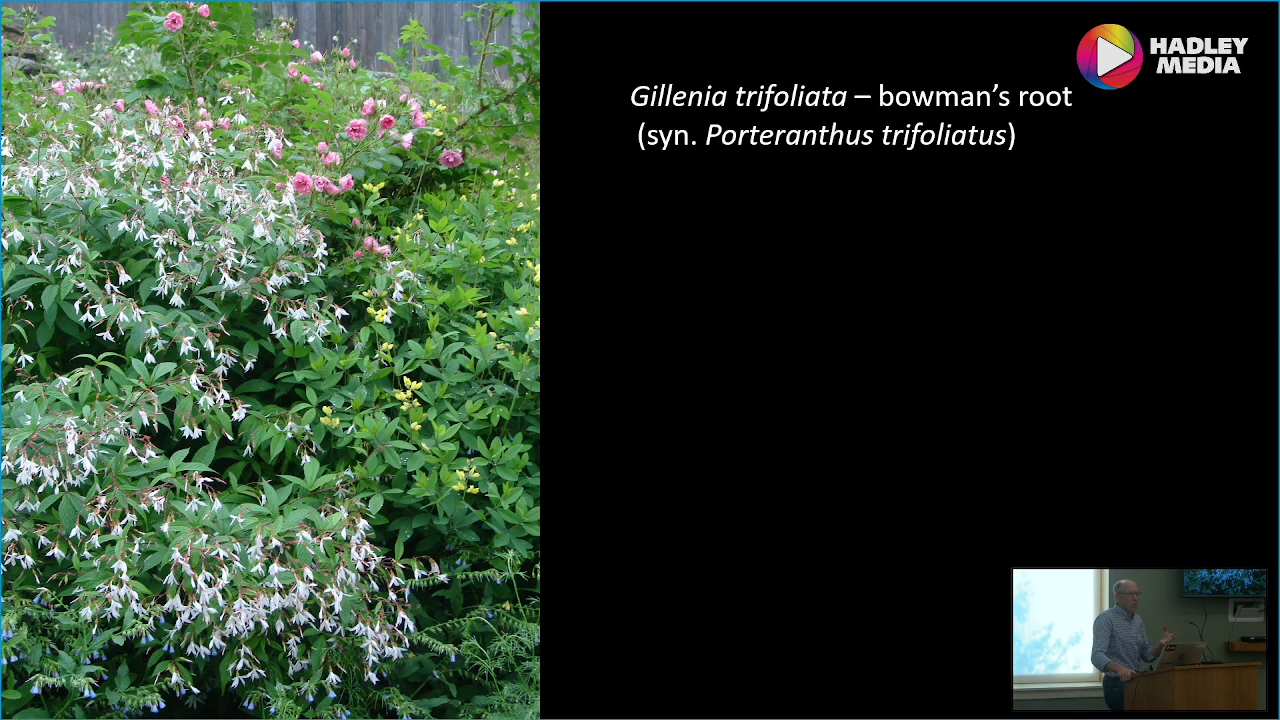 HADLEY
MEDIA
Gillenia trifoliata – bowman’s root
(syn. Porteranthus trifoliatus)